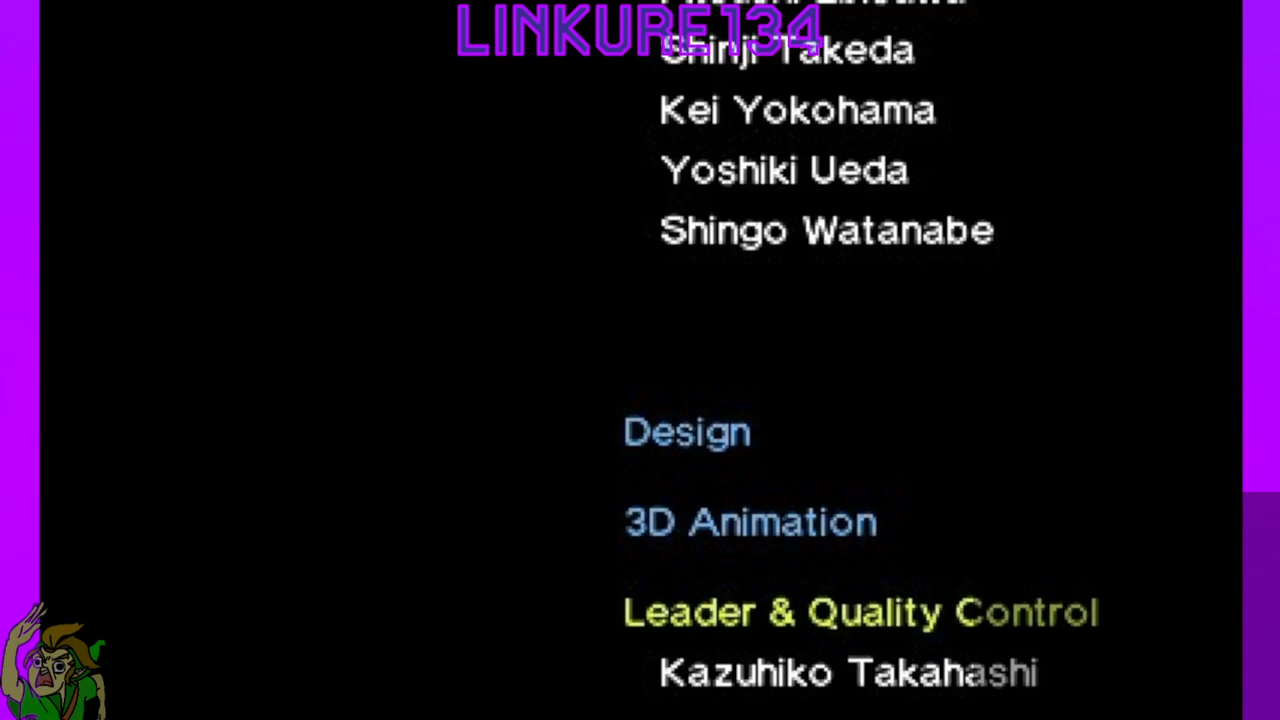 LINKURE134
Shinji Takeda
Kei Yokohama
Yoshiki Ueda
Shingo Watanabe
Design
3D Animation
Leader & Quality Control
Kazuhiko Takahashi